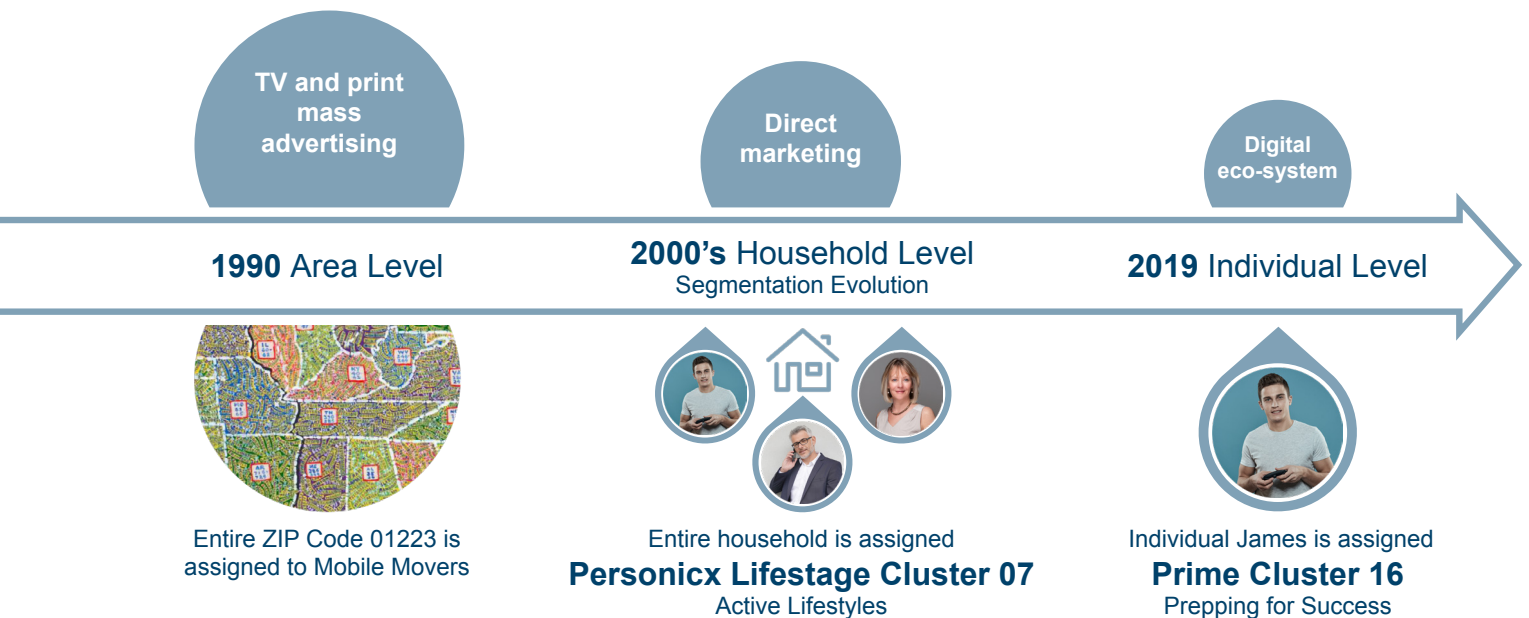 TV and print
mass
advertising
Direct
marketing
Digital
eco-system
1990 Area Level
2000's Household Level
Segmentation Evolution
2019 Individual Level
Entire ZIP Code 01223 is
assigned to Mobile Movers
Entire household is assigned
Personicx Lifestage Cluster 07
Active Lifestyles
Individual James is assigned
Prime Cluster 16
Prepping for Success